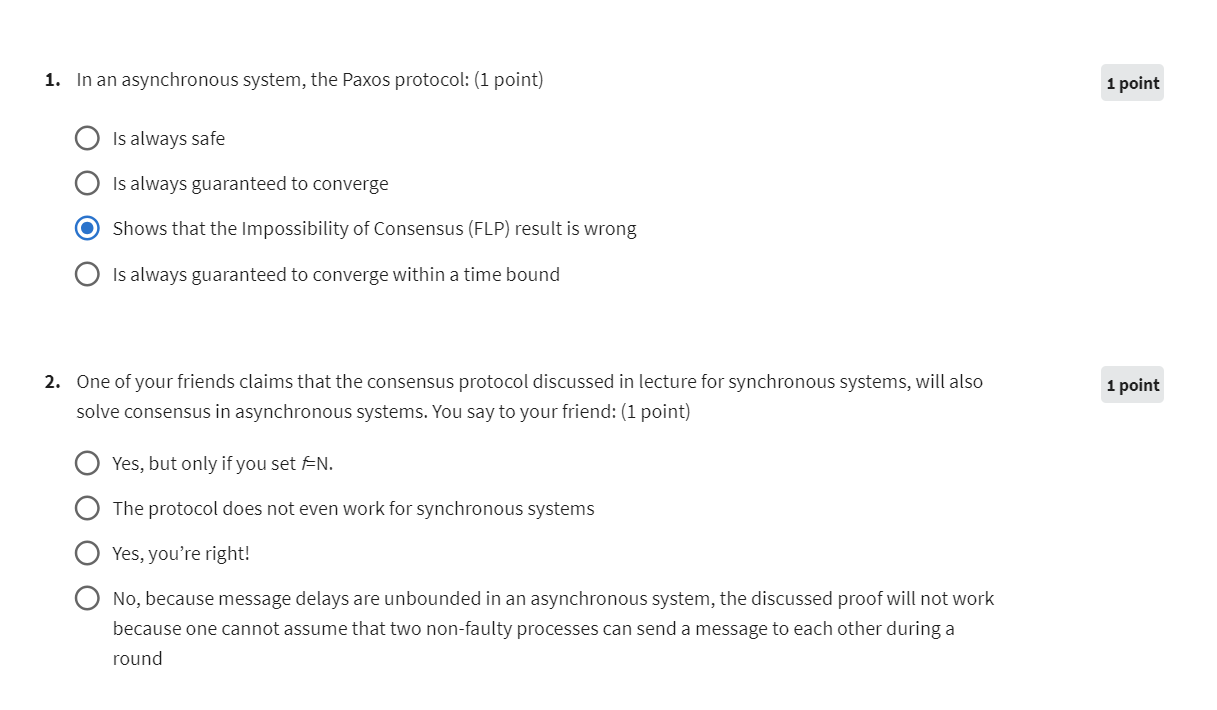 1. In an asynchronous system, the Paxos protocol: (1 point)
1 point
Is always safe
Is always guaranteed to converge
Shows that the Impossibility of Consensus (FLP) result is wrong
Is always guaranteed to converge within a time bound
2. One of your friends claims that the consensus protocol discussed in lecture for synchronous systems, will also
1 point
solve consensus in asynchronous systems. You say to your friend: (1 point)
Yes, but only if you set f=N.
The protocol does not even work for synchronous systems
Yes, you’re right!
No, because message delays are unbounded in an asynchronous system, the discussed proof will not work
because one cannot assume that two non-faulty processes can send a message to each other during a
round